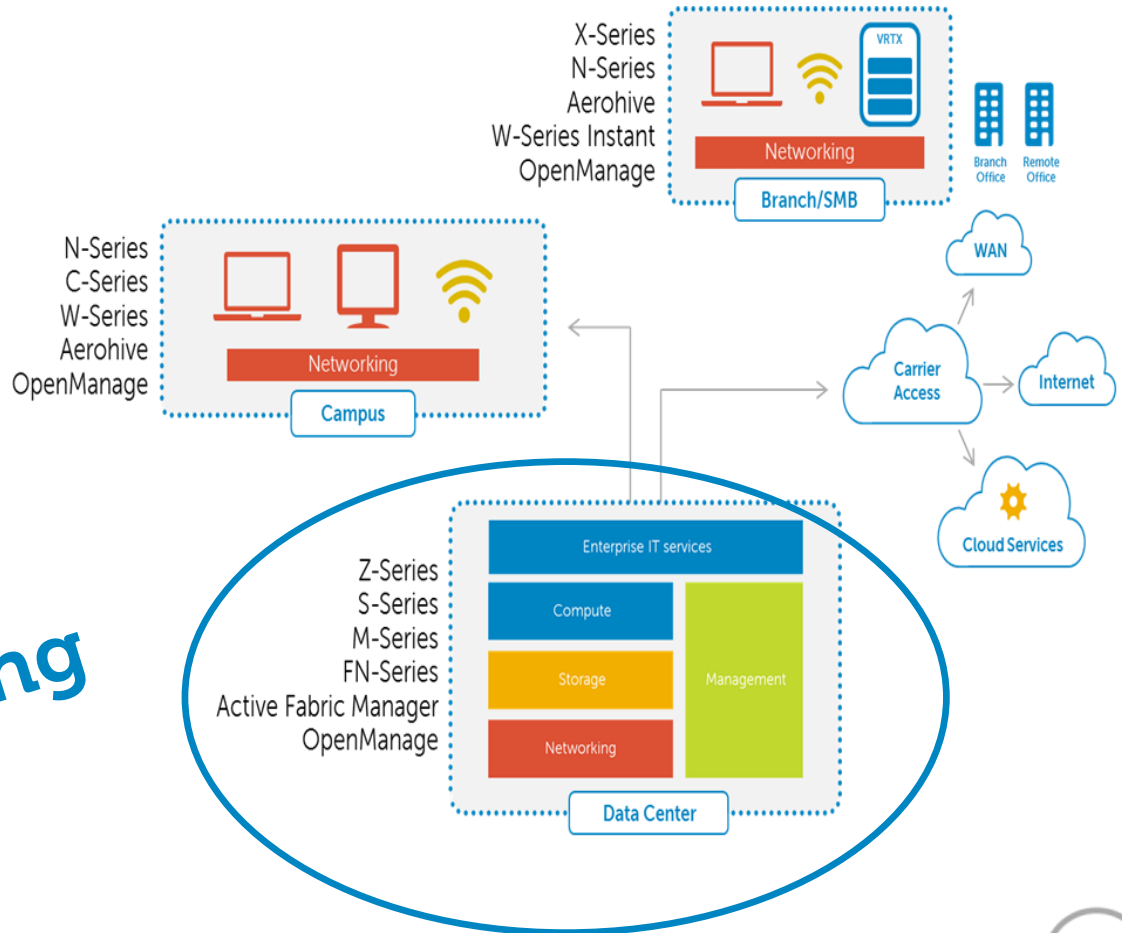 X-Series
N-Series
Aerohive
W-Series Instant
OpenManage
VRTX
Networking
Branch/SMB
Branch
Office
Remote
Office
WAN
Carrier
Access
Internet
Cloud Services
N-Series
C-Series
W-Series
Aerohive
OpenManage
Networking
Campus
Z-Series
S-Series
M-Series
FN-Series
Active Fabric Manager
OpenManage
Enterprise IT services
Compute
Storage
Networking
Management
Data Center